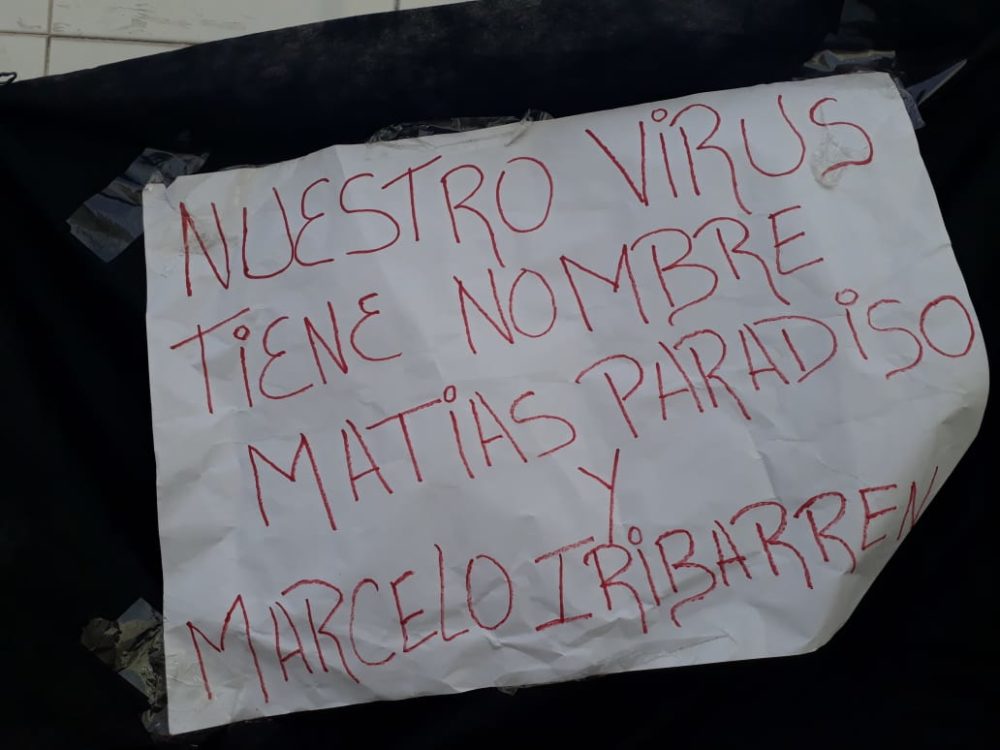 NUESTRO VIRUS
TIENE NOMBRE
MATIAS PARADISO
Y
MARCELO IRIBARREN